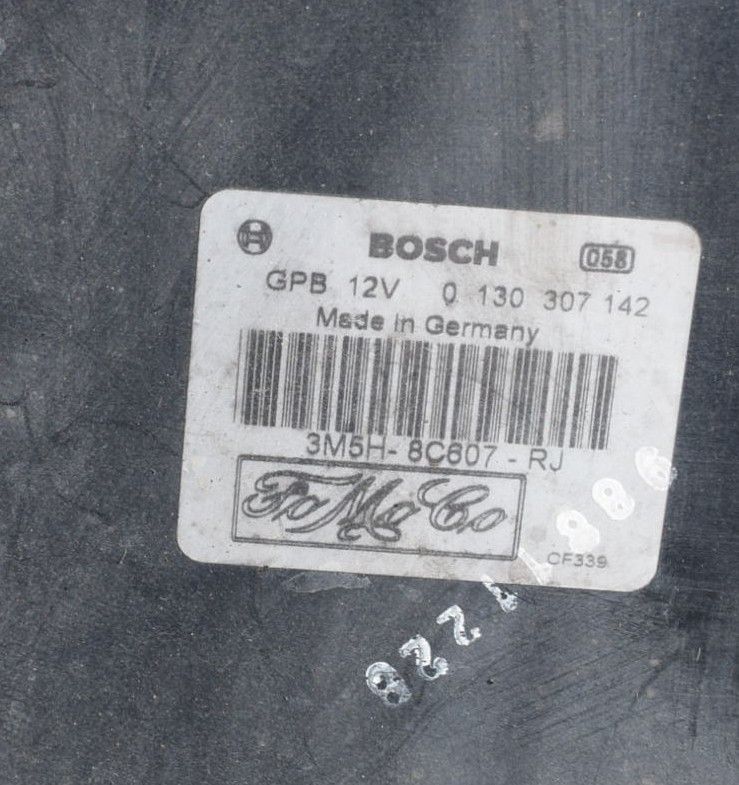 BOSCH 058
GPB 12V 0 130 307 142
Made in Germany
3M5H-8C607-RJ
FoMoCo
CF339